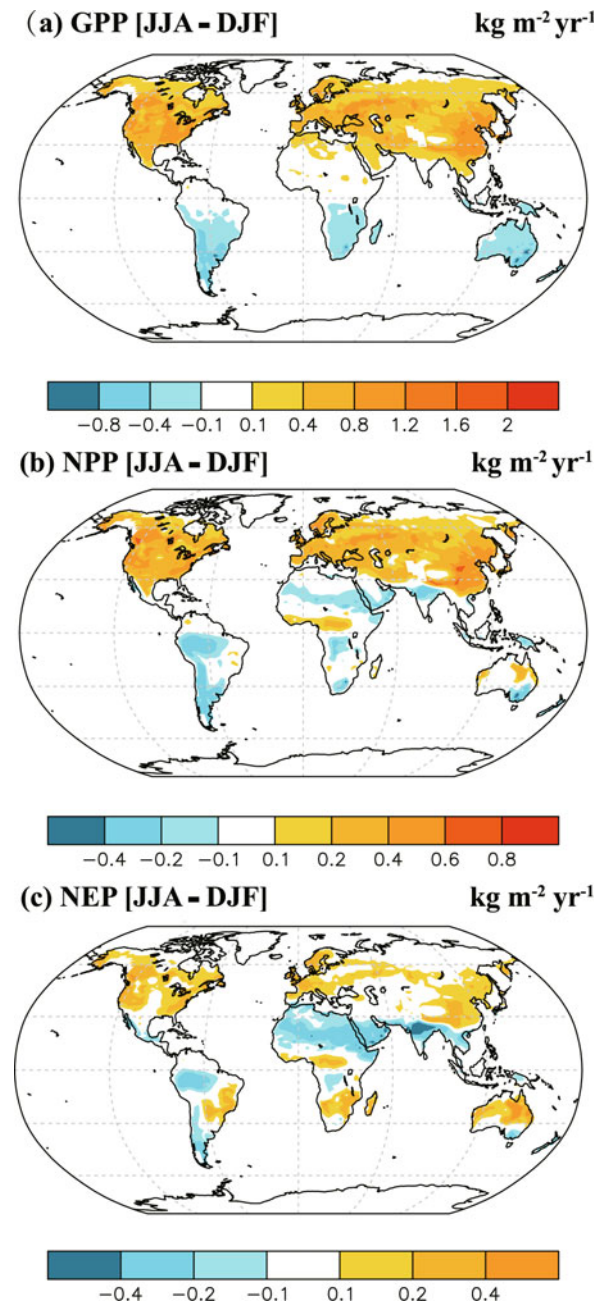 （a) GPP [JJA - DJF] kg m⁻² yr⁻¹
−0.8 −0.4 −0.1 0.1 0.4 0.8 1.2 1.6 2
(b) NPP [JJA - DJF] kg m⁻² yr⁻¹
−0.4 −0.2 −0.1 0.1 0.2 0.4 0.6 0.8
(c) NEP [JJA - DJF] kg m⁻² yr⁻¹
−0.4 −0.2 −0.1 0.1 0.2 0.4